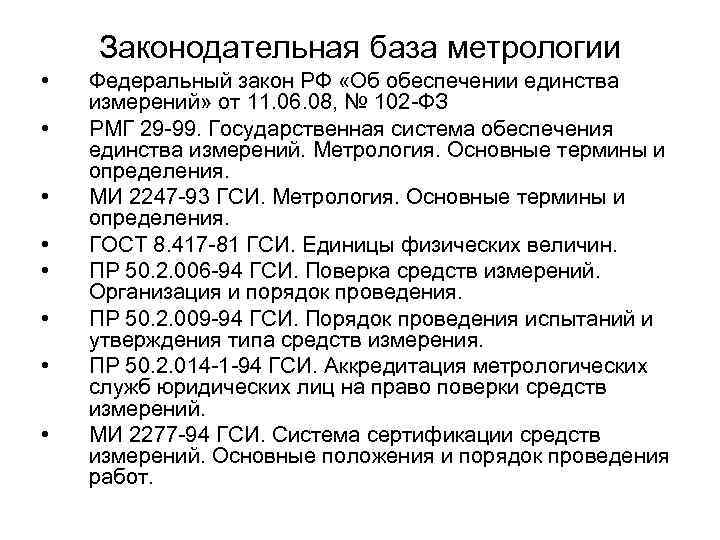 Законодательная база метрологии
• Федеральный закон РФ «Об обеспечении единства
измерений» от 11. 06. 08, № 102 -ФЗ
• РМГ 29 -99. Государственная система обеспечения
единства измерений. Метрология. Основные термины и
определения.
• МИ 2247 -93 ГСИ. Метрология. Основные термины и
определения.
• ГОСТ 8. 417 -81 ГСИ. Единицы физических величин.
• ПР 50. 2. 006 -94 ГСИ. Поверка средств измерений.
Организация и порядок проведения.
• ПР 50. 2. 009 -94 ГСИ. Порядок проведения испытаний и
утверждения типа средств измерения.
• ПР 50. 2. 014 -1 -94 ГСИ. Аккредитация метрологических
служб юридических лиц на право поверки средств
измерений.
• МИ 2277 -94 ГСИ. Система сертификации средств
измерений. Основные положения и порядок проведения
работ.